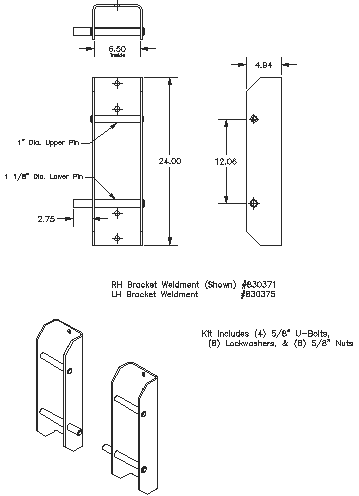 6.50
Inside
4.94
1" Dia. Upper Pin
24.00
12.06
1 1/8" Dia. Lower Pin
2.75
RH Bracket Weldment (Shown) #830371
LH Bracket Weldment #830375
Kit Includes (4) 5/8" U-Bolts,
(8) Lockwashers, & (8) 5/8" Nuts